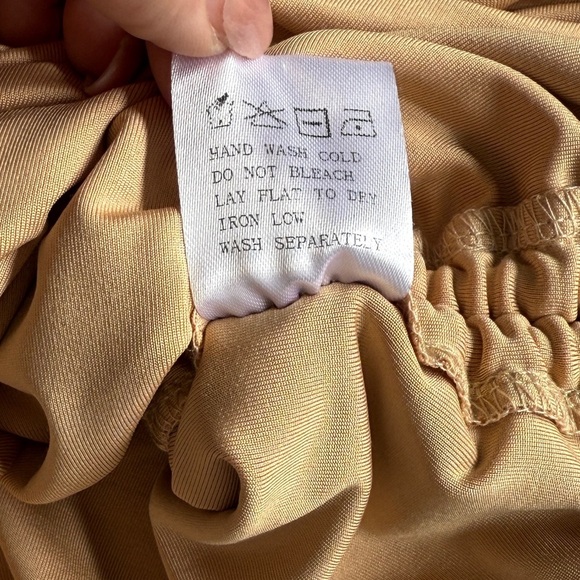 HAND WASH COLD
DO NOT BLEACH
LAY FLAT TO DRY
IRON LOW
WASH SEPARATELY